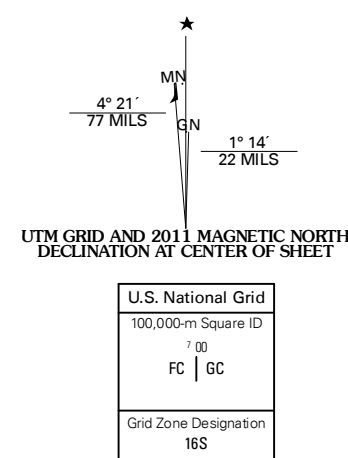 ★
MN
4° 21´
77 MILS
GN
1° 14´
22 MILS
UTM GRID AND 2011 MAGNETIC NORTH
DECLINATION AT CENTER OF SHEET
U.S. National Grid
100,000-m Square ID
7 00
FC | GC
Grid Zone Designation
16S